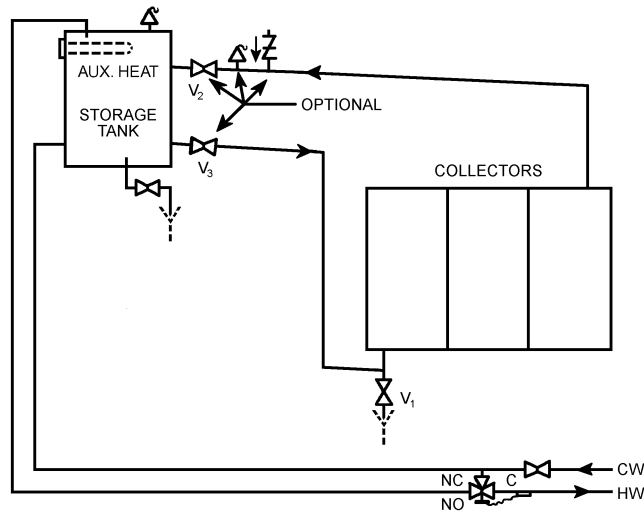 AUX. HEAT
V2
OPTIONAL
STORAGE
TANK
V3
COLLECTORS
V1
CW
NC
C
HW
NO